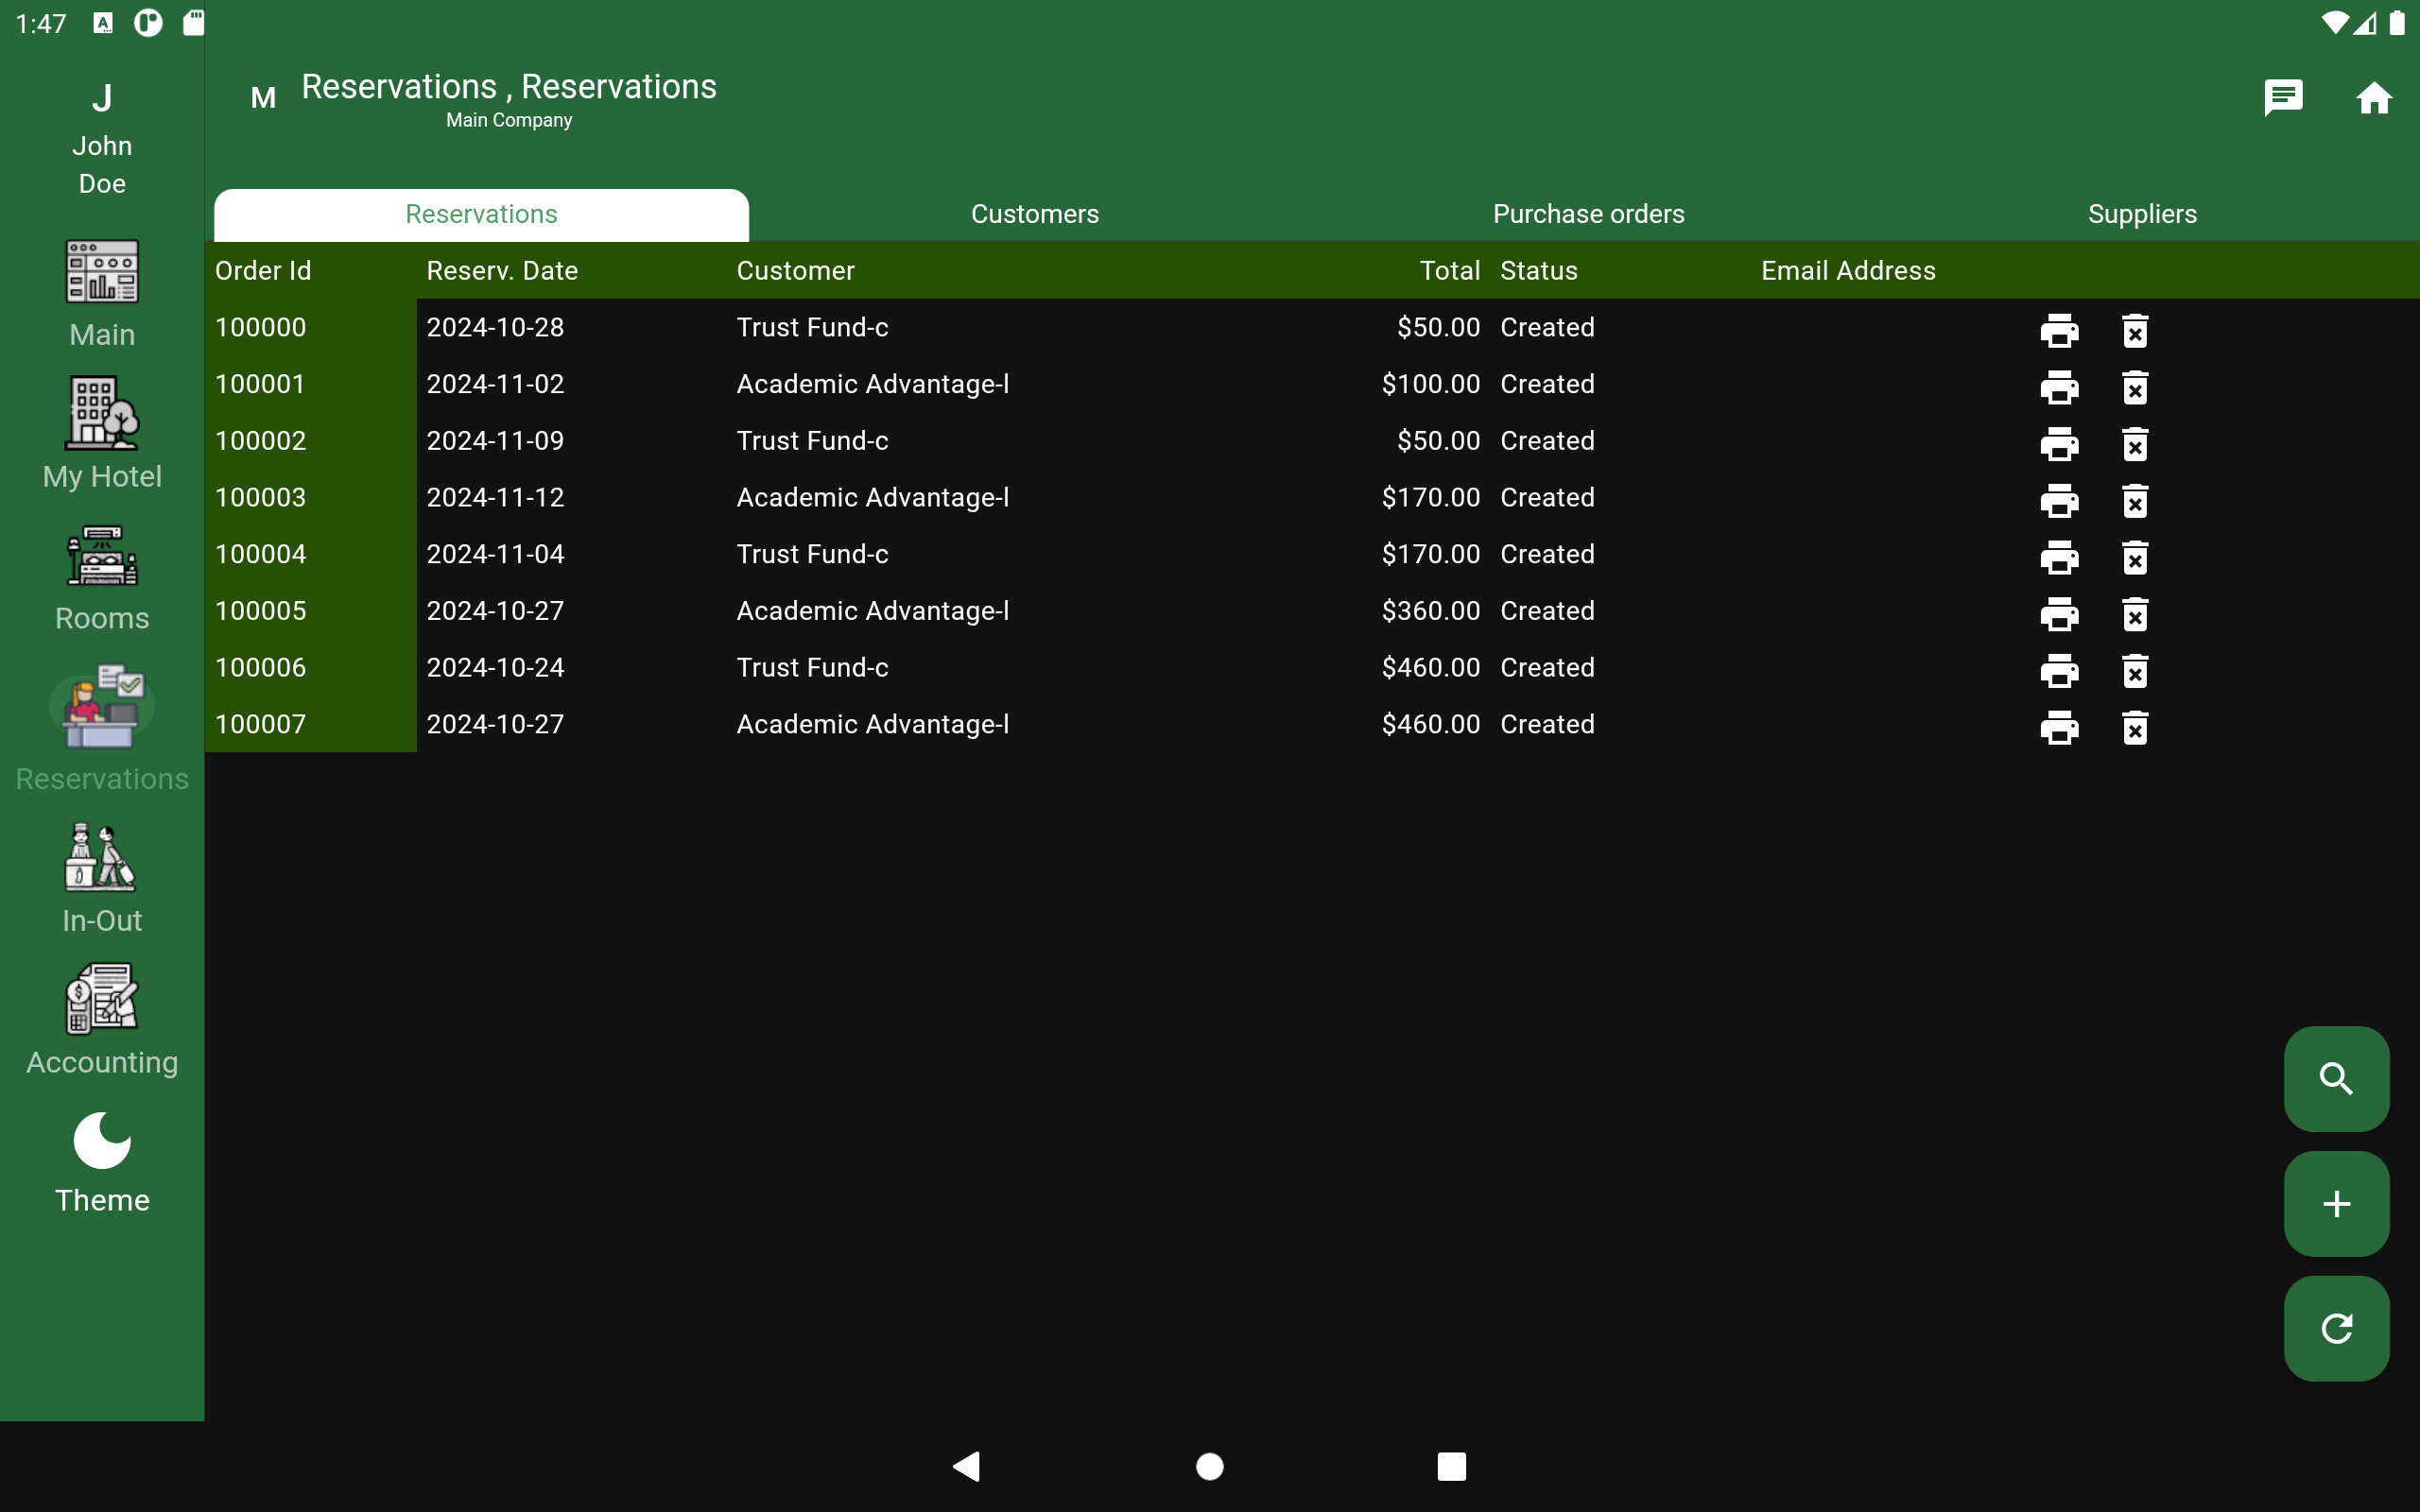 1:47
J
John
Doe
M
Reservations , Reservations
Main Company
Main
My Hotel
Rooms
Reservations
In-Out
Accounting
Theme
Reservations Customers Purchase orders Suppliers
Order Id Reserv. Date Customer Total Status Email Address
100000 2024-10-28 Trust Fund-c $50.00 Created
100001 2024-11-02 Academic Advantage-l $100.00 Created
100002 2024-11-09 Trust Fund-c $50.00 Created
100003 2024-11-12 Academic Advantage-l $170.00 Created
100004 2024-11-04 Trust Fund-c $170.00 Created
100005 2024-10-27 Academic Advantage-l $360.00 Created
100006 2024-10-24 Trust Fund-c $460.00 Created
100007 2024-10-27 Academic Advantage-l $460.00 Created